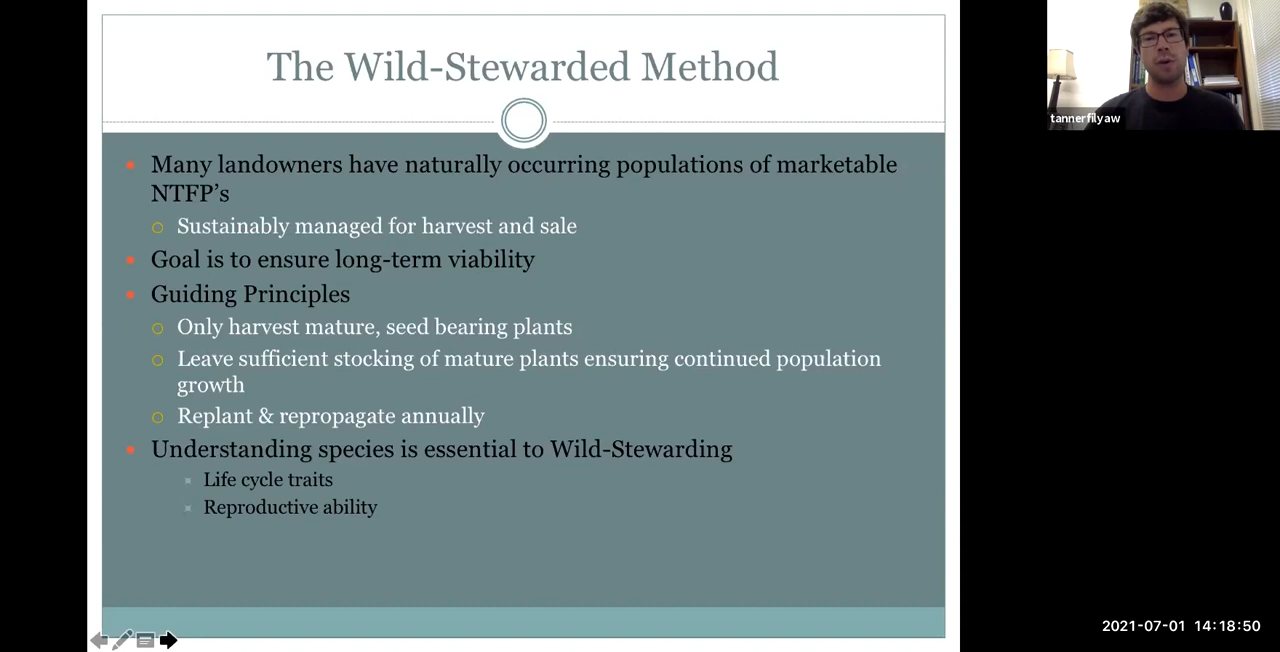 The Wild-Stewarded Method
Many landowners have naturally occurring populations of marketable
NTFP's
Sustainably managed for harvest and sale
Goal is to ensure long-term viability
Guiding Principles
Only harvest mature, seed bearing plants
Leave sufficient stocking of mature plants ensuring continued population
growth
Replant & repropagate annually
Understanding species is essential to Wild-Stewarding
Life cycle traits
Reproductive ability
tannerfilyaw
2021-07-01 14:18:50